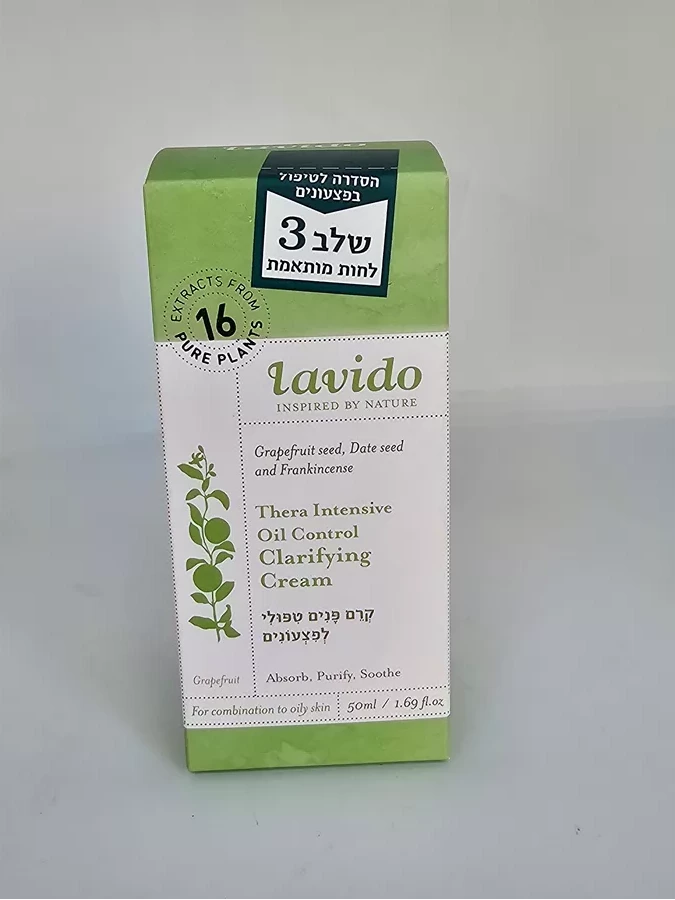 lavido
הסדרה לטיפול
בפצעונים
שלב 3
לחות מותאמת
EXTRACTS FROM
16
PURE PLANTS
lavido
INSPIRED BY NATURE
Grapefruit seed, Date seed
and Frankincense
Thera Intensive
Oil Control
Clarifying
Cream
קְרֵם פָּנִים טִפּוּלִי
לְפִצְעוֹנִים
Grapefruit
Absorb, Purify, Soothe
For combination to oily skin
50ml / 1.69 fl.oz